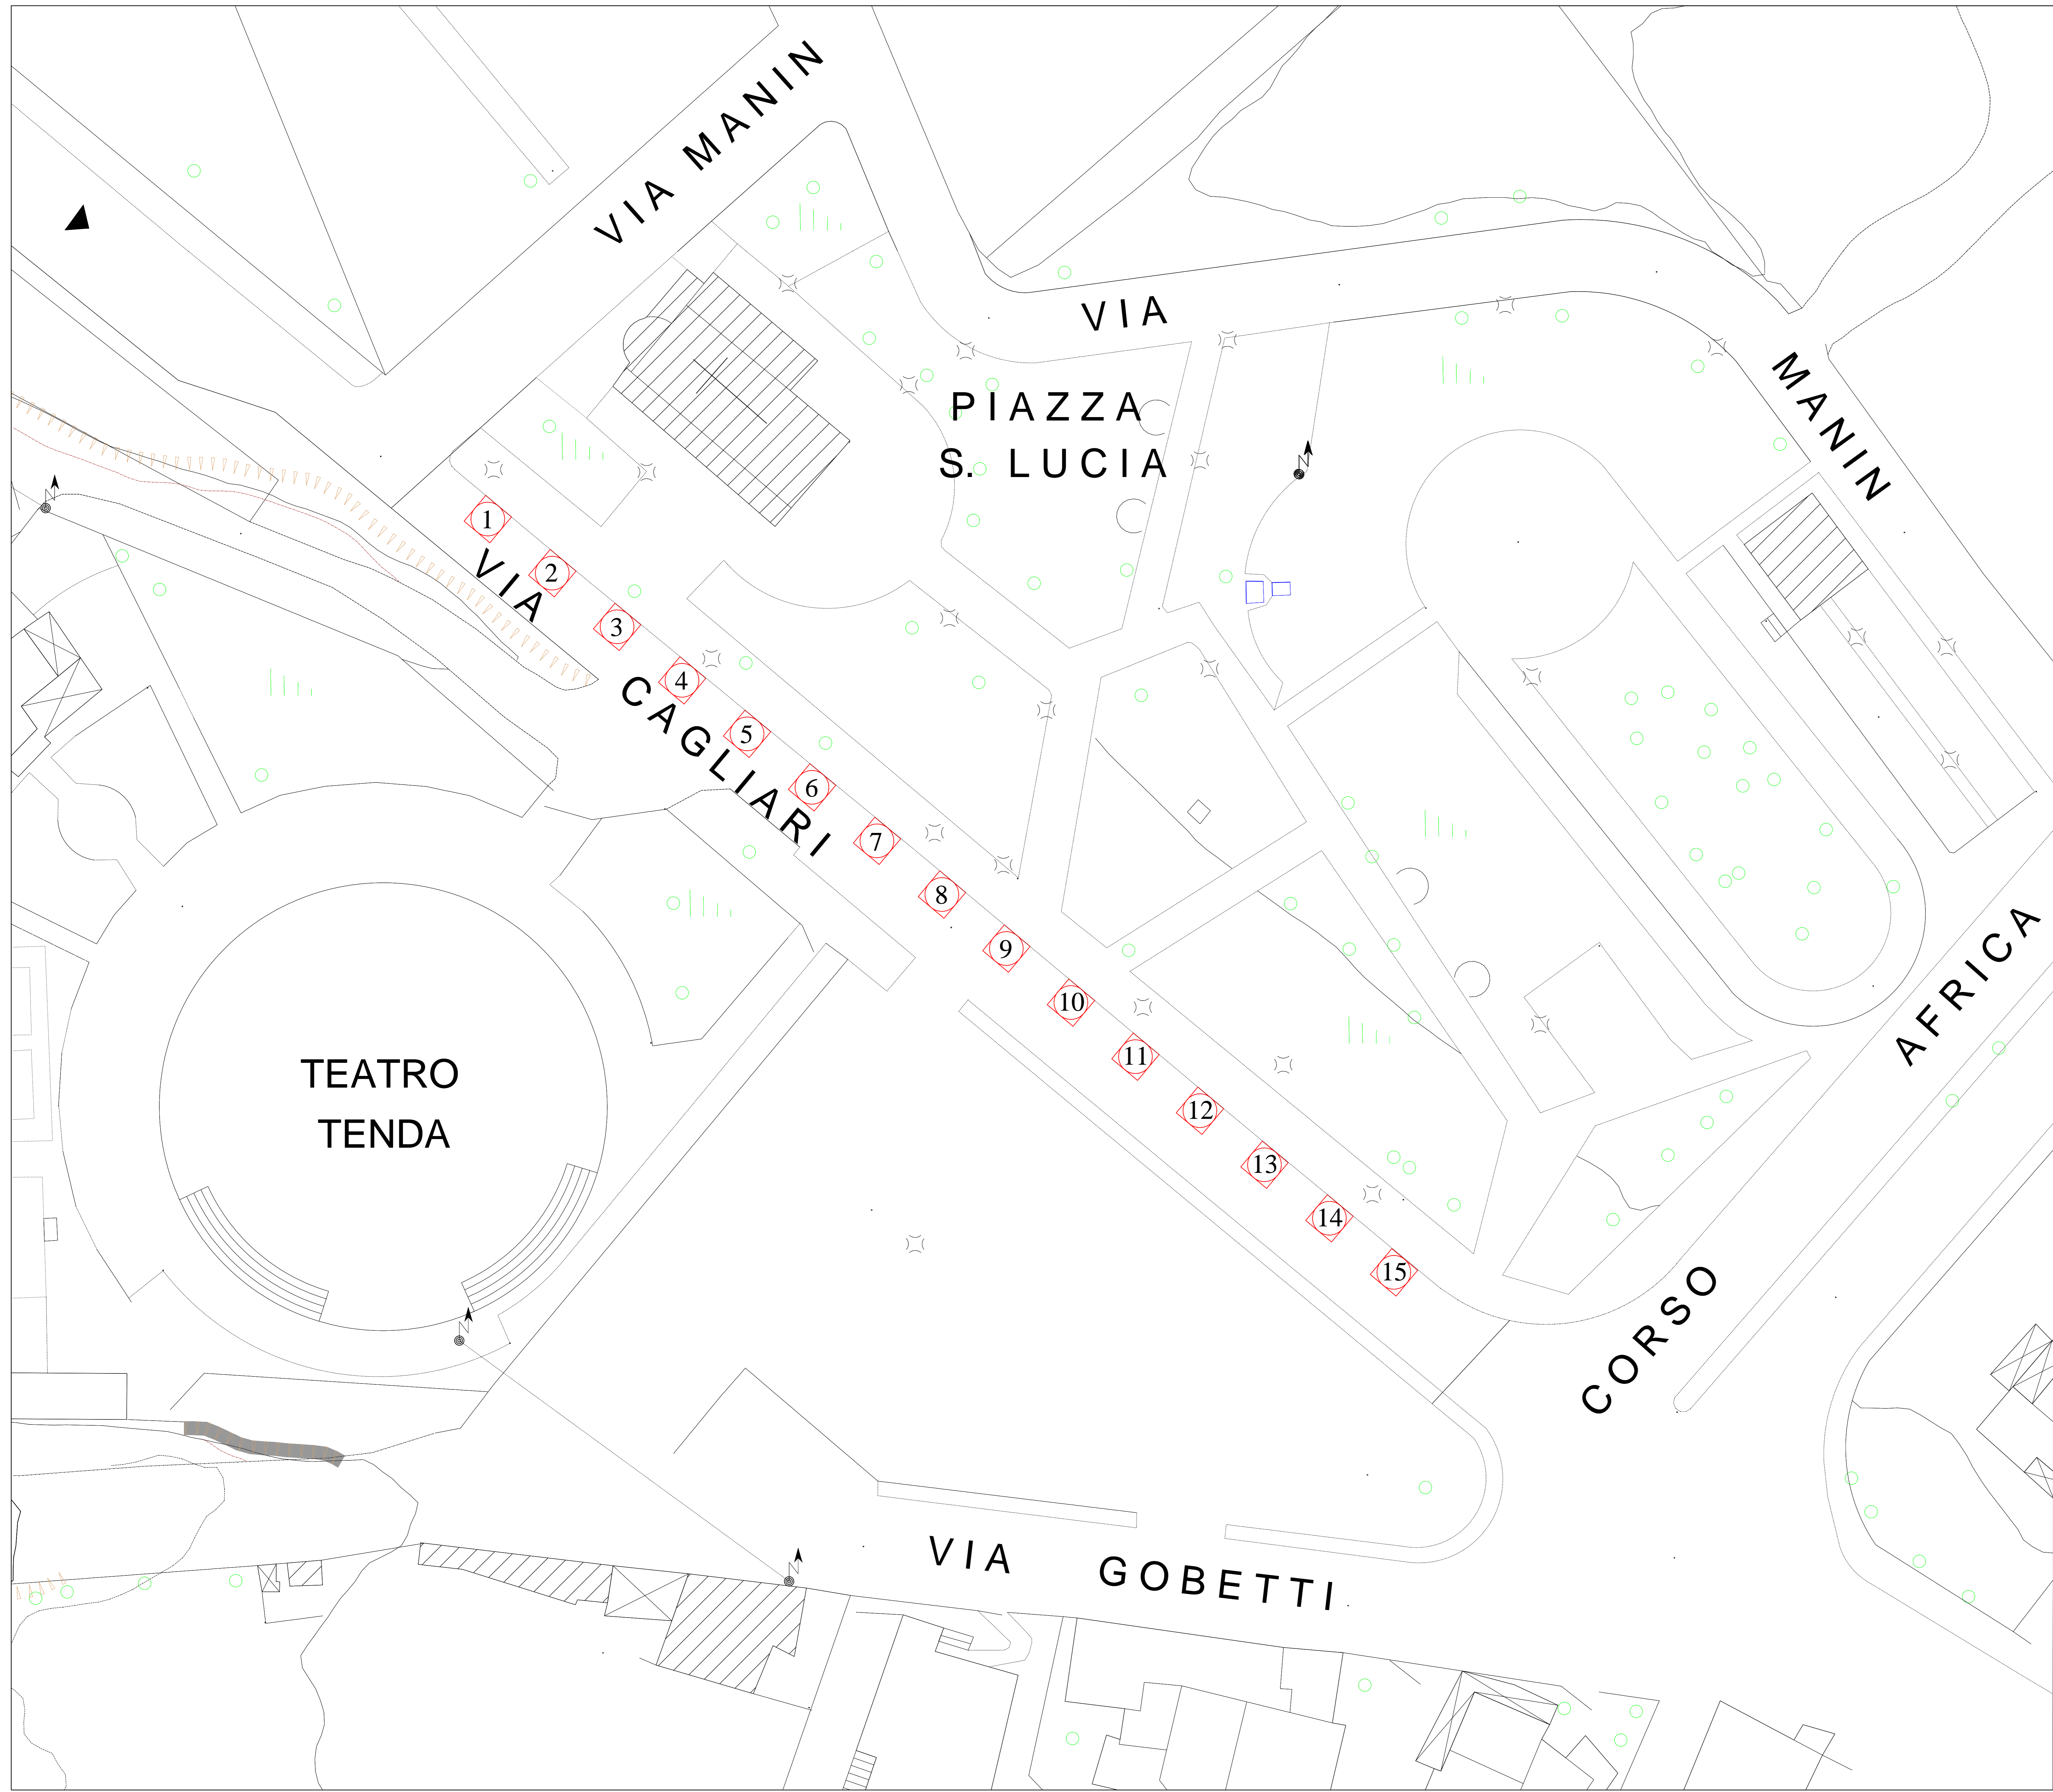 VIA MANIN
VIA
MANIN
PIAZZA
S. LUCIA
1
2
3
4
5
6
7
8
9
10
11
12
13
14
15
VIA
CAGLIARI
TEATRO
TENDA
CORSO
AFRICA
VIA GOBETTI